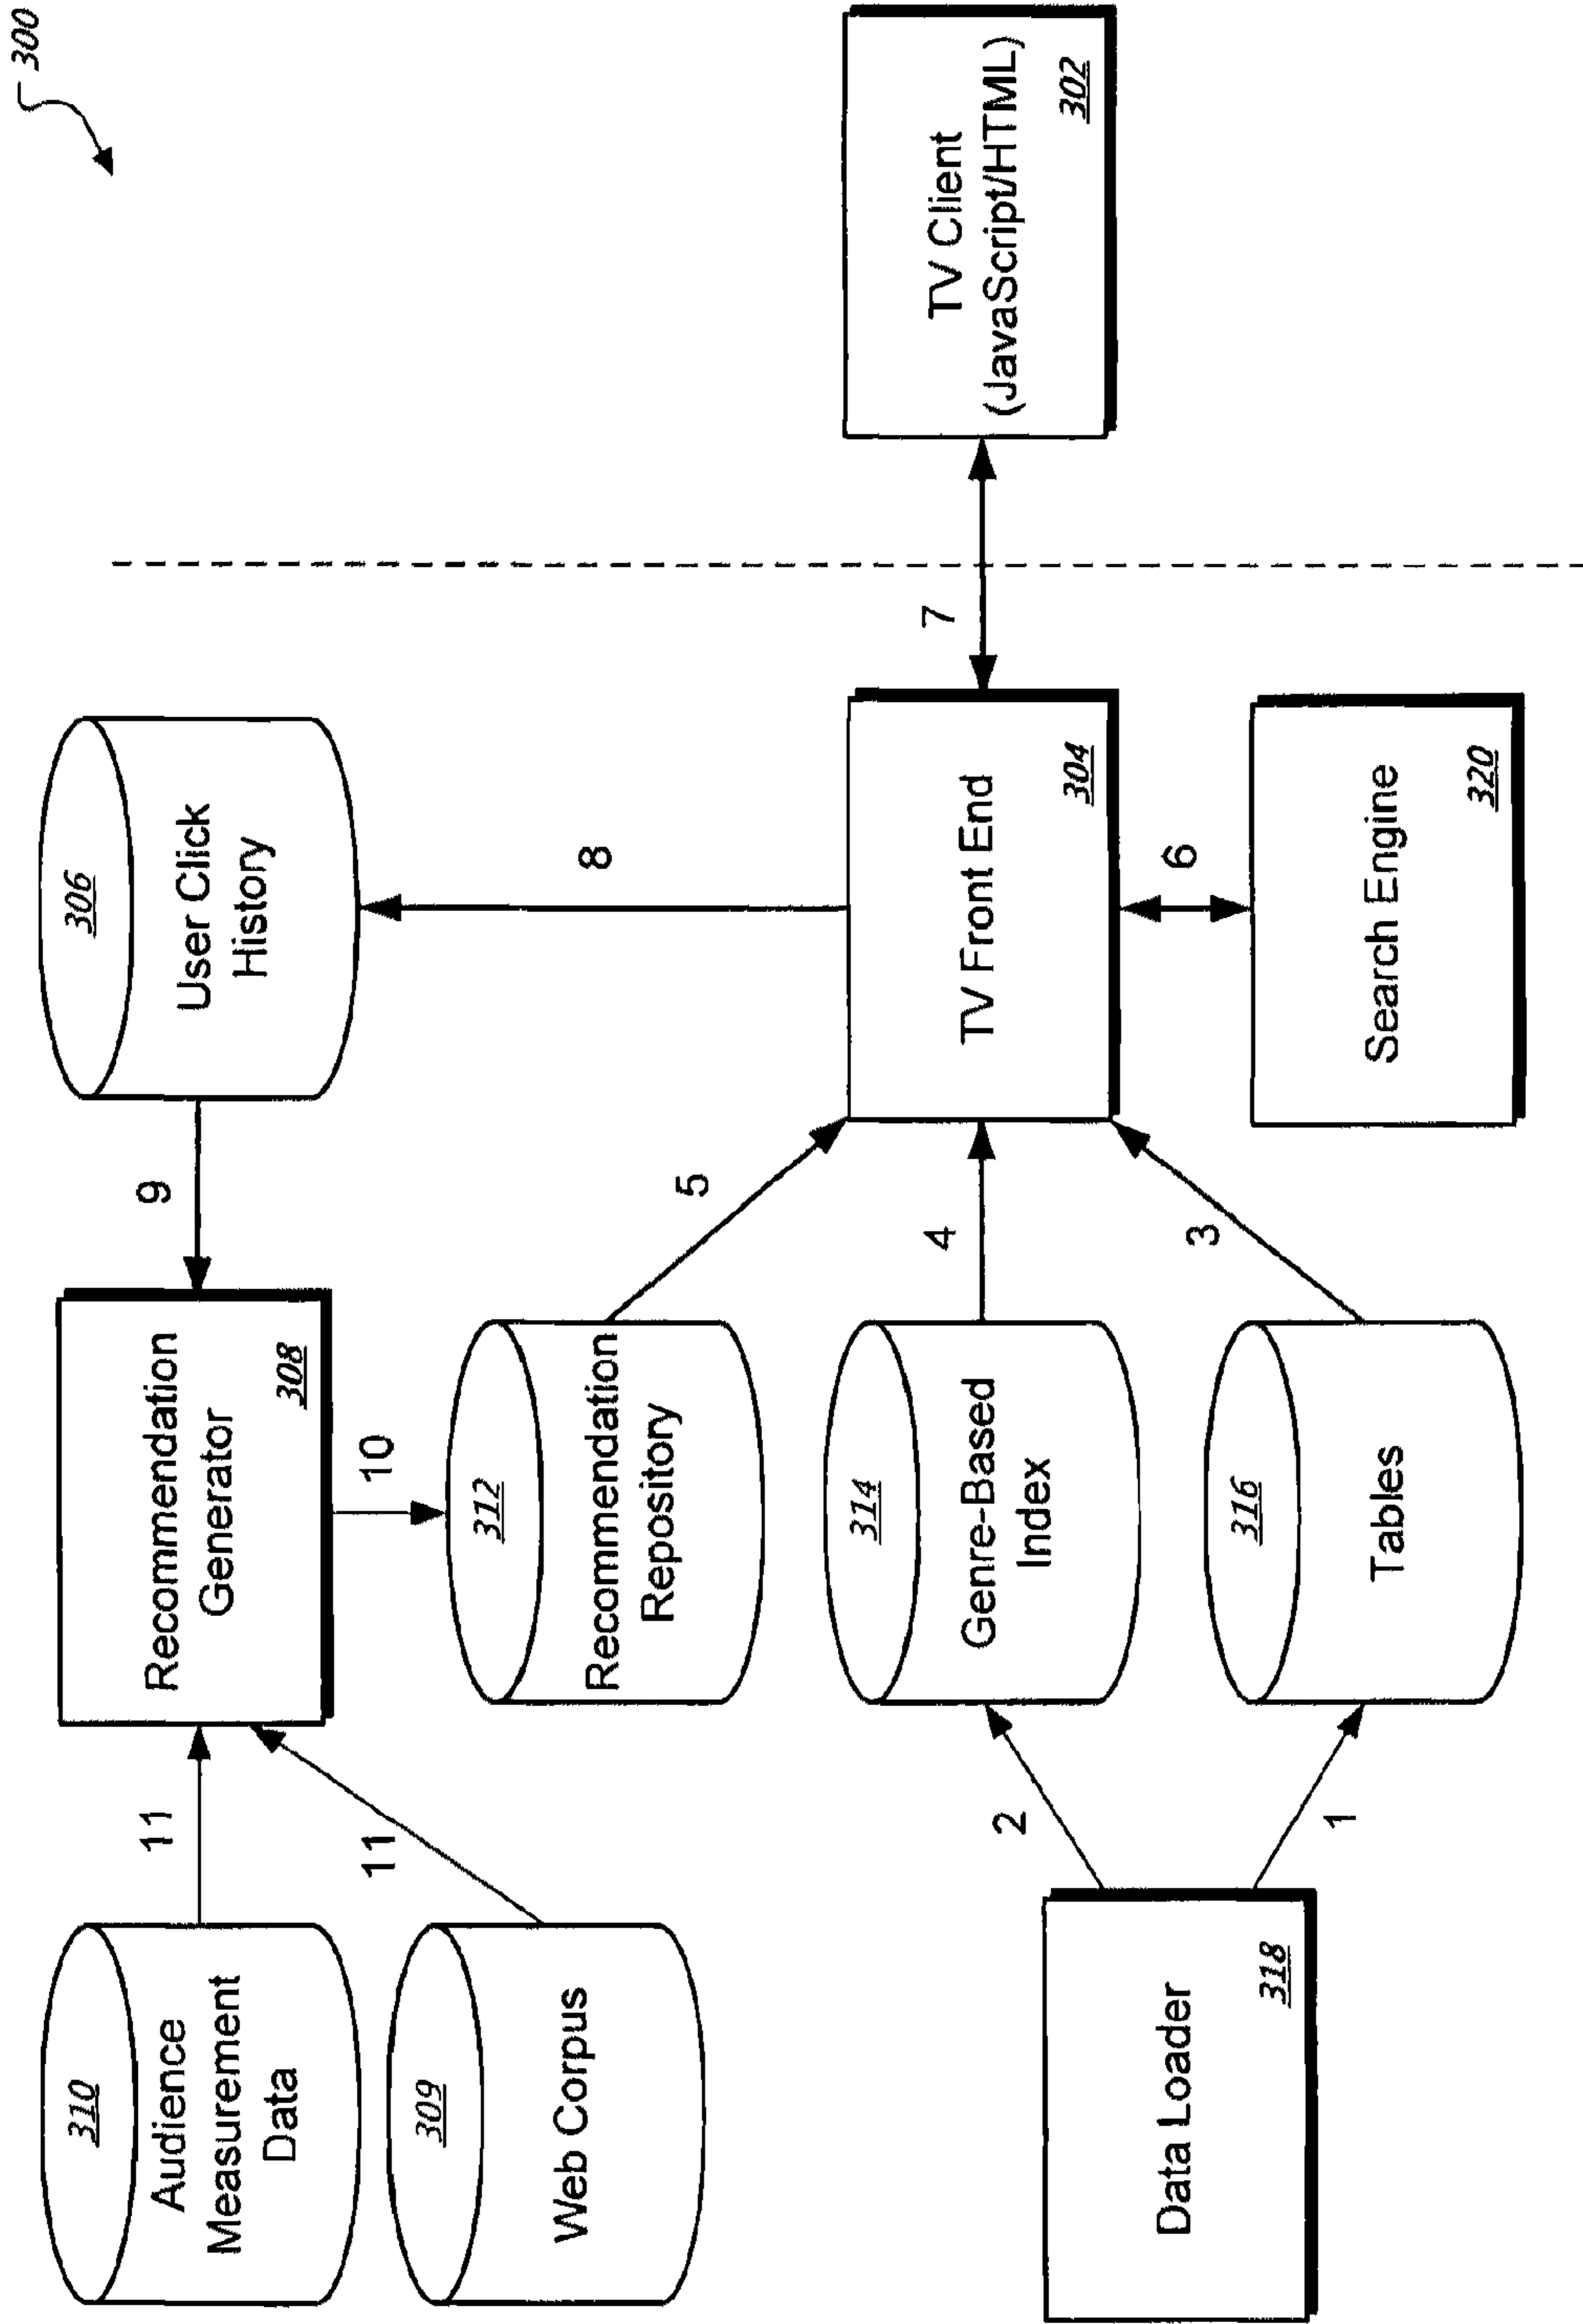 300
310
Audience
Measurement
Data
11
309
Web Corpus
11
Recommendation
Generator
308
9
306
User Click
History
10
312
Recommendation
Repository
5
8
314
Genre-Based
Index
4
TV Front End
304
7
TV Client
(JavaScript/HTML)
302
2
Data Loader
318
1
316
Tables
3
6
Search Engine
320